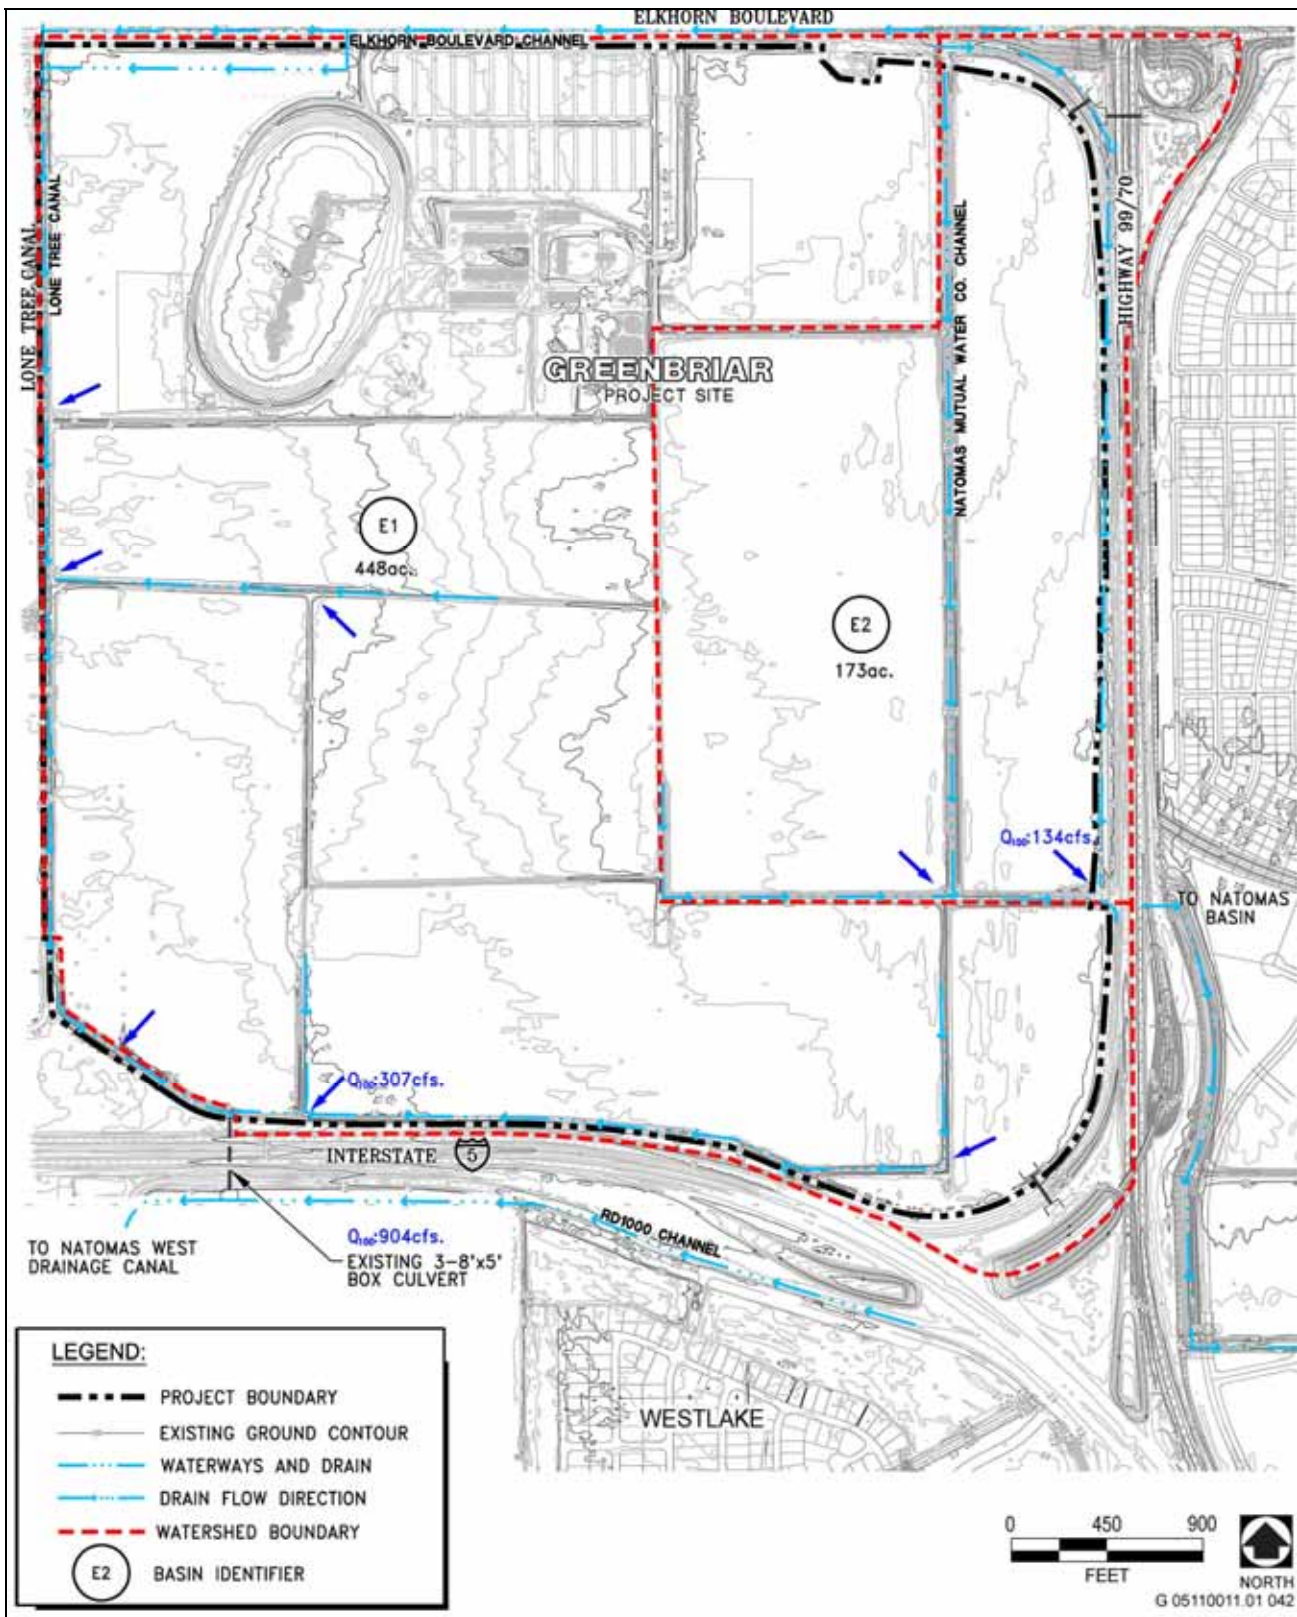 ELKHORN BOULEVARD
ELKHORN BOULEVARD CHANNEL
LONE TREE CANAL
LONE TREE CANAL
HIGHWAY 99/70
NATOMAS MUTUAL WATER CO. CHANNEL
GREENBRIAR
PROJECT SITE
E1
448ac.
E2
173ac.
Q100:134cfs.
TO NATOMAS
BASIN
Q100:307cfs.
INTERSTATE 5
RD1000 CHANNEL
TO NATOMAS WEST
DRAINAGE CANAL
Q100:904cfs.
EXISTING 3-8'x5'
BOX CULVERT
WESTLAKE
LEGEND:
PROJECT BOUNDARY
EXISTING GROUND CONTOUR
WATERWAYS AND DRAIN
DRAIN FLOW DIRECTION
WATERSHED BOUNDARY
E2 BASIN IDENTIFIER
0 450 900
FEET
NORTH
G 05110011.01 042